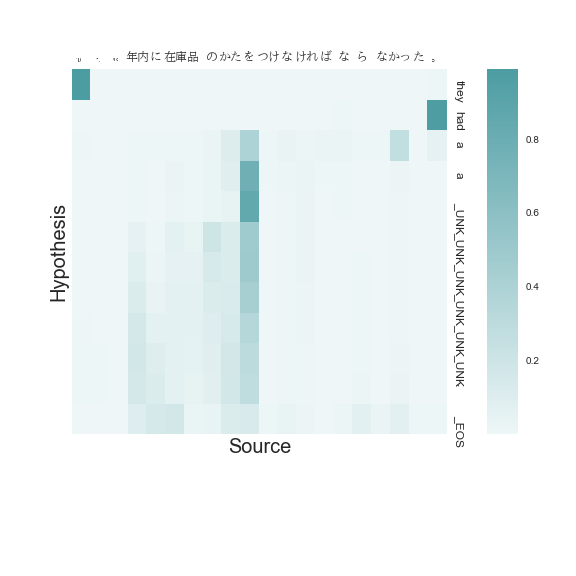 年内 に 在庫品 の かた を つけ なけれ ば な ら なかっ た 。
they had a a _UNK_UNK_UNK_UNK_UNK_UNK _EOS
Hypothesis
0.8
0.6
0.4
0.2
Source